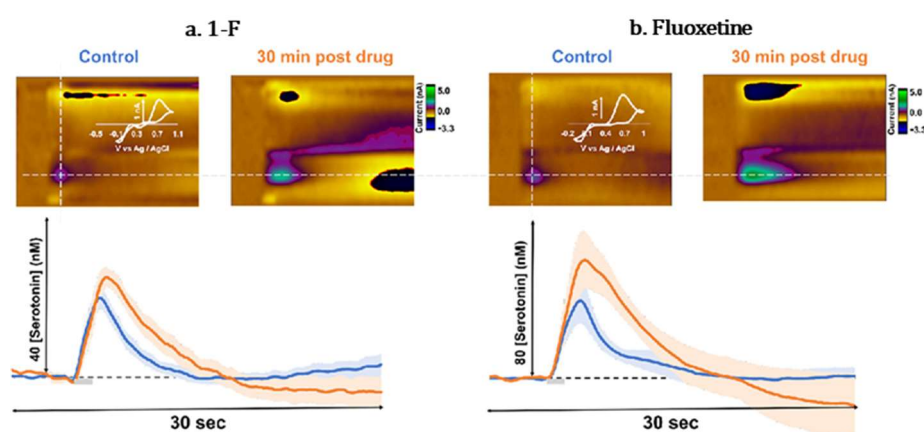 a. 1-F
b. Fluoxetine
Control
30 min post drug
Control
30 min post drug
1 nA
-0.5 -0.1 0.3 0.7 1.1
V vs Ag / AgCl
Current (nA)
5.0
0.0
-3.3
1 nA
-0.2 0.1 0.4 0.7 1
V vs Ag / AgCl
Current (nA)
5.0
0.0
-3.5
40 [Serotonin] (nM)
80 [Serotonin] (nM)
30 sec
30 sec